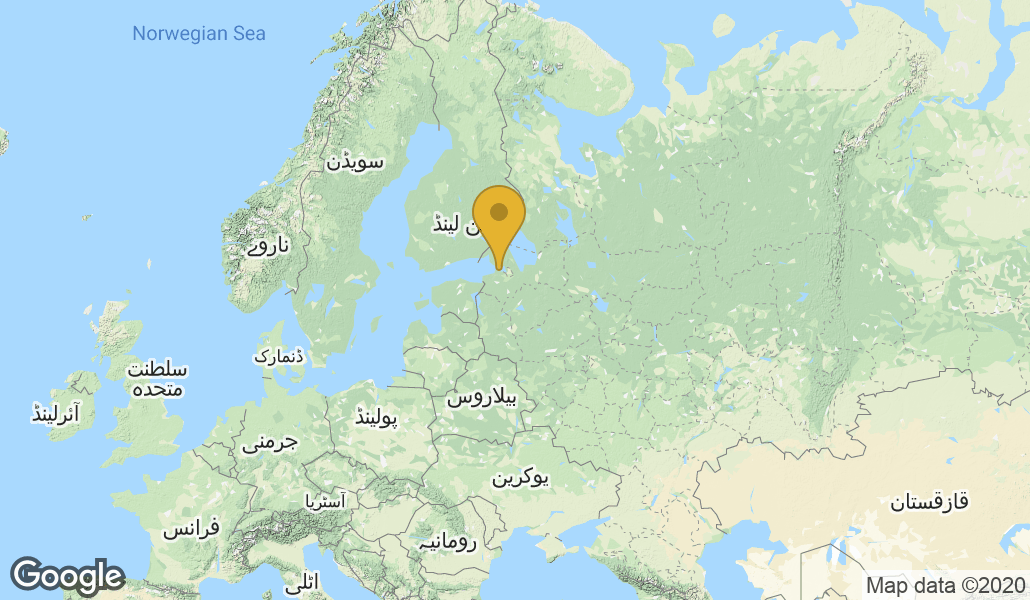 Norwegian Sea
سویڈن
ن لینڈ
ناروے
ڈنمارک
سلطنت
متحدہ
آئرلینڈ
بیلاروس
پولینڈ
جرمنی
یوکرین
آسٹریا
قازقستان
فرانس
رومانیہ
اٹلی
Google
Map data ©2020